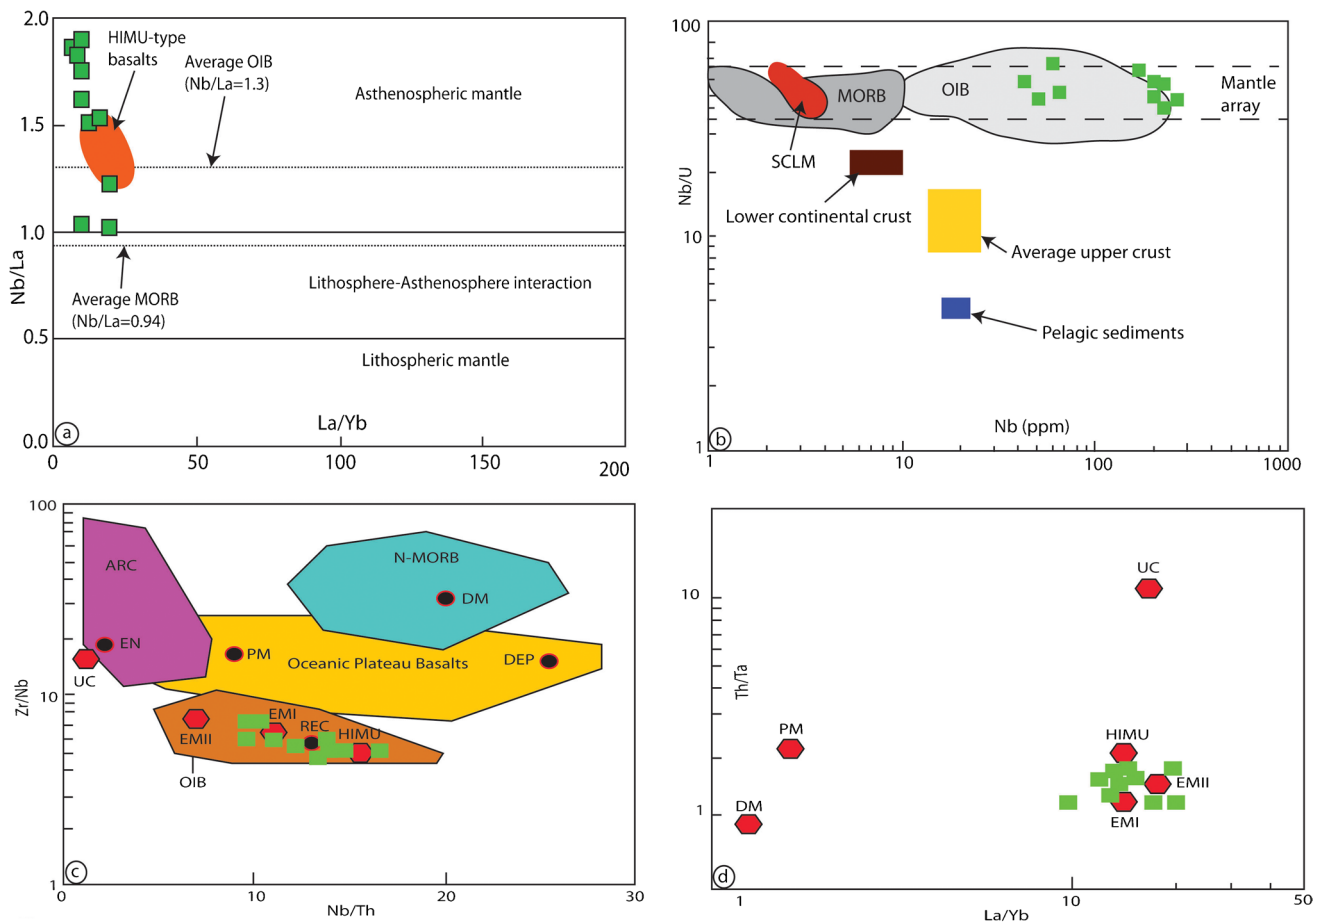 2.0
HIMU-type
basalts
Average OIB
(Nb/La=1.3)
Asthenospheric mantle
1.5
1.0
Nb/La
Average MORB
(Nb/La=0.94)
Lithosphere-Asthenosphere interaction
0.5
Lithospheric mantle
La/Yb
a
0.0
0
50
100
150
200
100
MORB
OIB
Mantle
array
SCLM
Nb/U
Lower continental crust
10
Average upper crust
Pelagic sediments
Nb (ppm)
b
1
1
10
100
1000
100
ARC
N-MORB
DM
EN
PM
Oceanic Plateau Basalts
DEP
UC
Zr/Nb
10
EMI
REC
HIMU
EMII
OIB
c
1
0
10
20
30
Nb/Th
UC
10
Th/Ta
PM
HIMU
EMII
DM
1
EMI
d
1
10
50
La/Yb